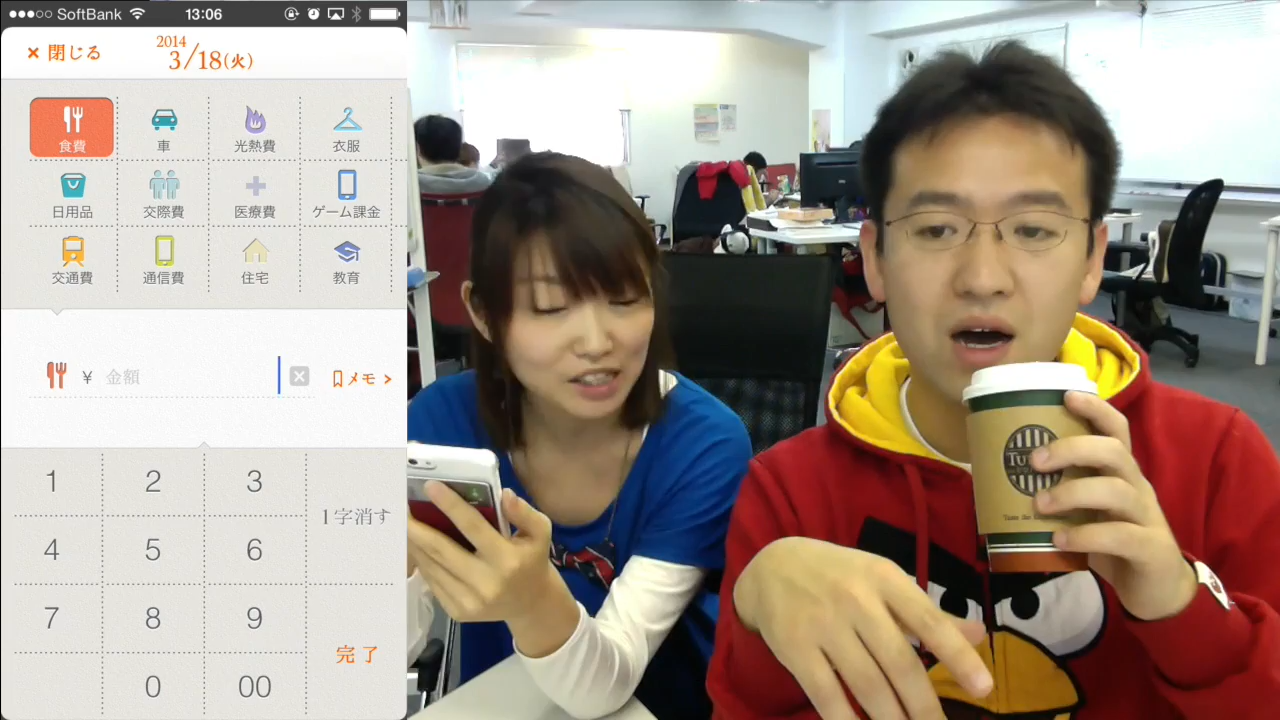 SoftBank 13:06
× 閉じる
2014
3/18(火)
食費 車 光熱費 衣服
日用品 交際費 医療費 ゲーム課金
交通費 通信費 住宅 教育
¥ 金額 メモ >
1 2 3
1字消す
4 5 6
7 8 9
完了
0 00